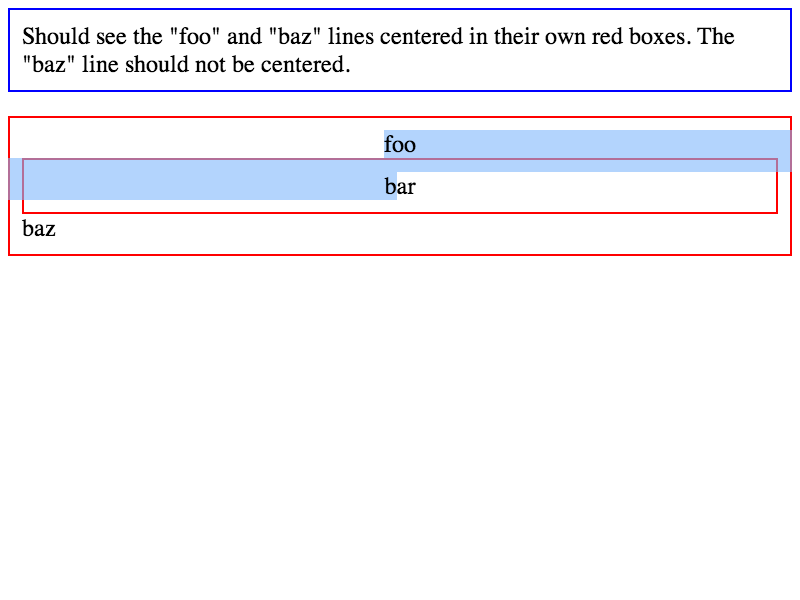 Should see the "foo" and "baz" lines centered in their own red boxes. The
"baz" line should not be centered.
foo
bar
baz